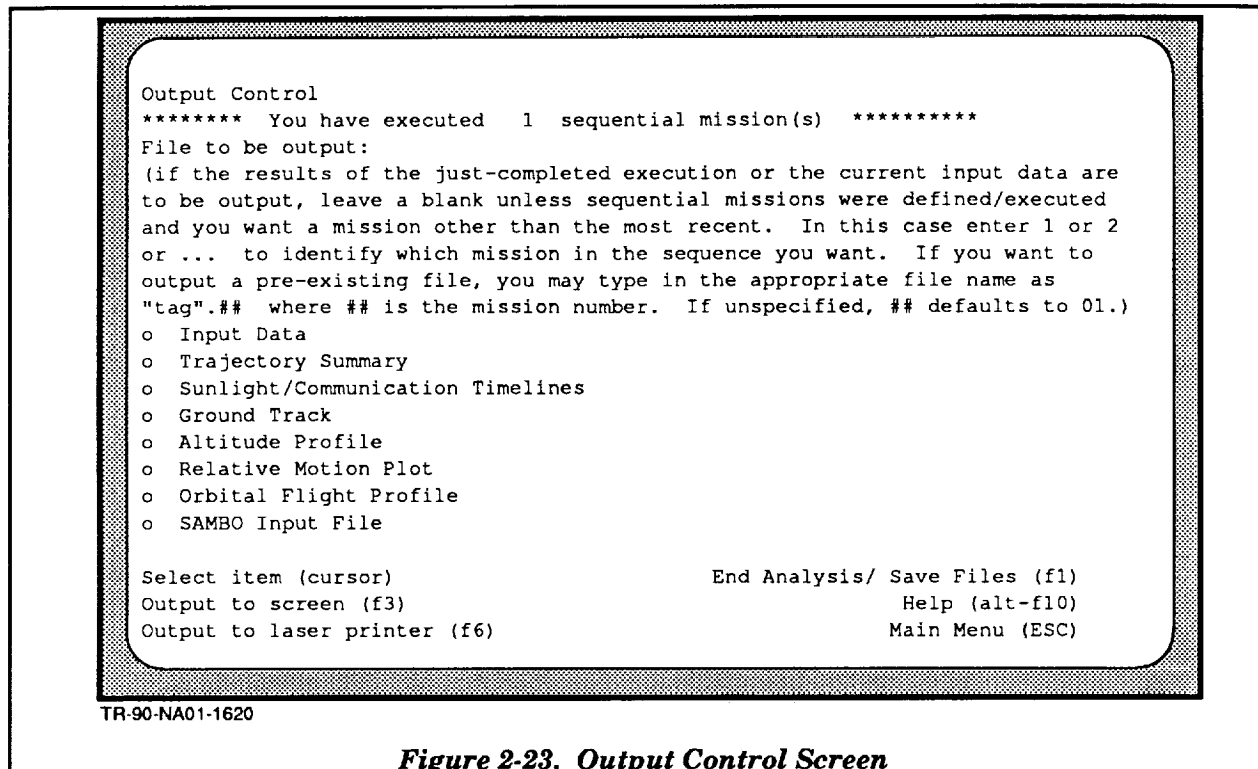 Output Control
******** You have executed 1 sequential mission(s) **********
File to be output:
(if the results of the just-completed execution or the current input data are
to be output, leave a blank unless sequential missions were defined/executed
and you want a mission other than the most recent. In this case enter 1 or 2
or ... to identify which mission in the sequence you want. If you want to
output a pre-existing file, you may type in the appropriate file name as
"tag".## where ## is the mission number. If unspecified, ## defaults to 01.)
o Input Data
o Trajectory Summary
o Sunlight/Communication Timelines
o Ground Track
o Altitude Profile
o Relative Motion Plot
o Orbital Flight Profile
o SAMBO Input File
Select item (cursor) End Analysis/ Save Files (f1)
Output to screen (f3) Help (alt-f10)
Output to laser printer (f6) Main Menu (ESC)
TR-90-NA01-1620
Figure 2-23. Output Control Screen